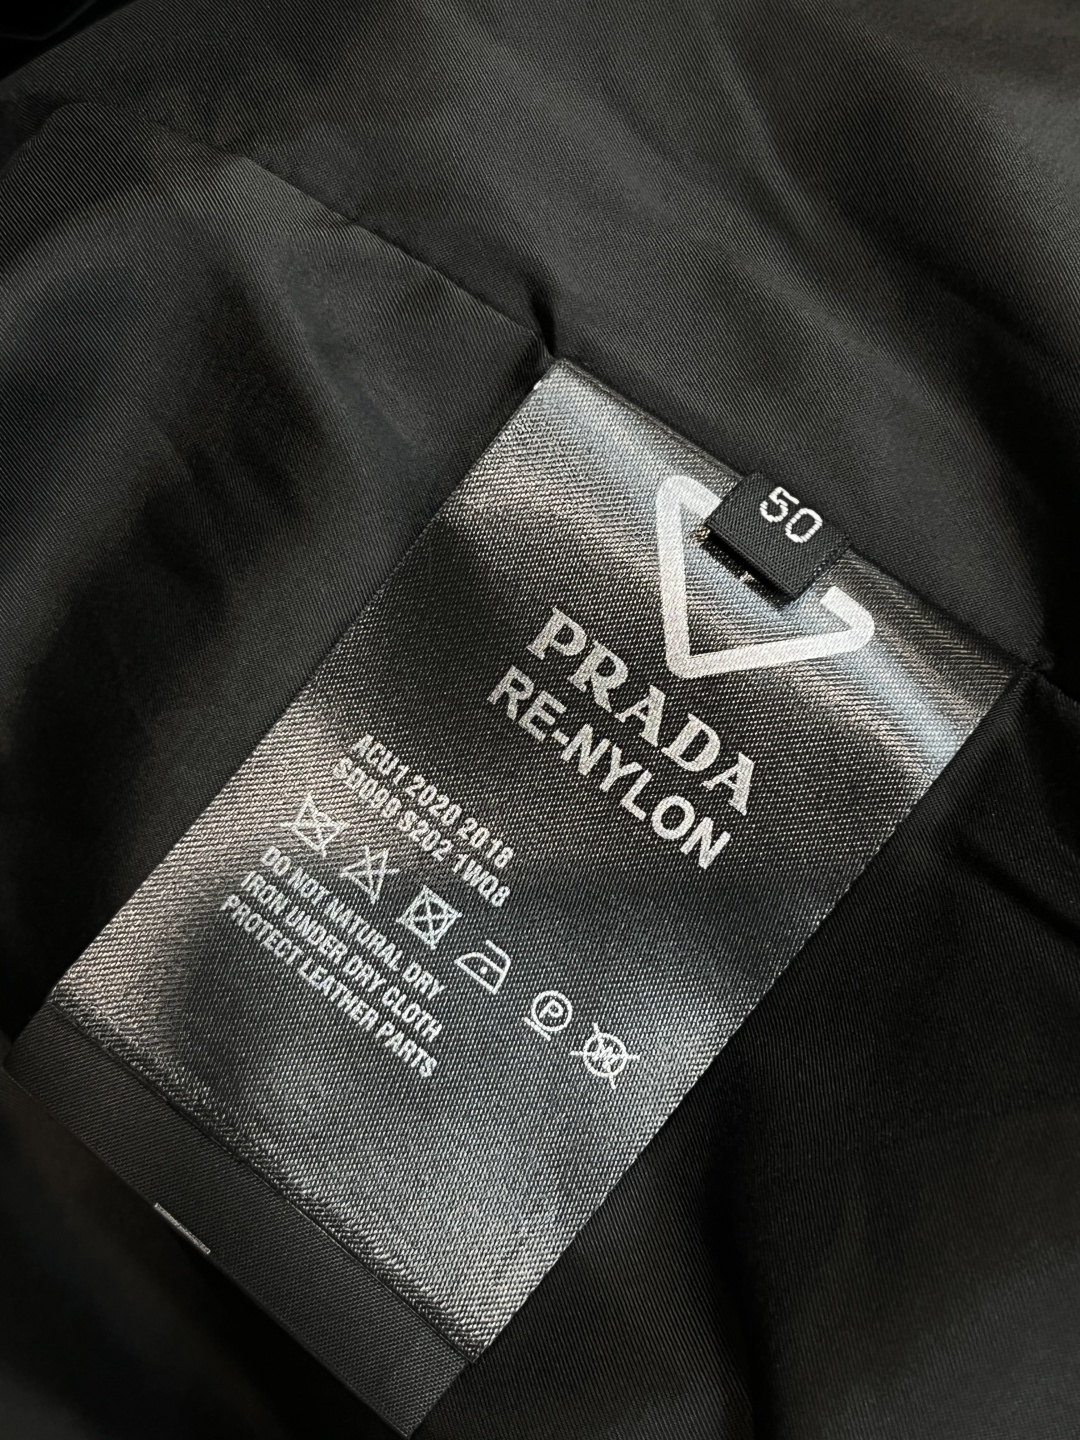 50
PRADA
RE-NYLON
ACU1 2020 2018
SQ09B S202 1WQ8
P
W
DO NOT NATURAL DRY
IRON UNDER DRY CLOTH
PROTECT LEATHER PARTS